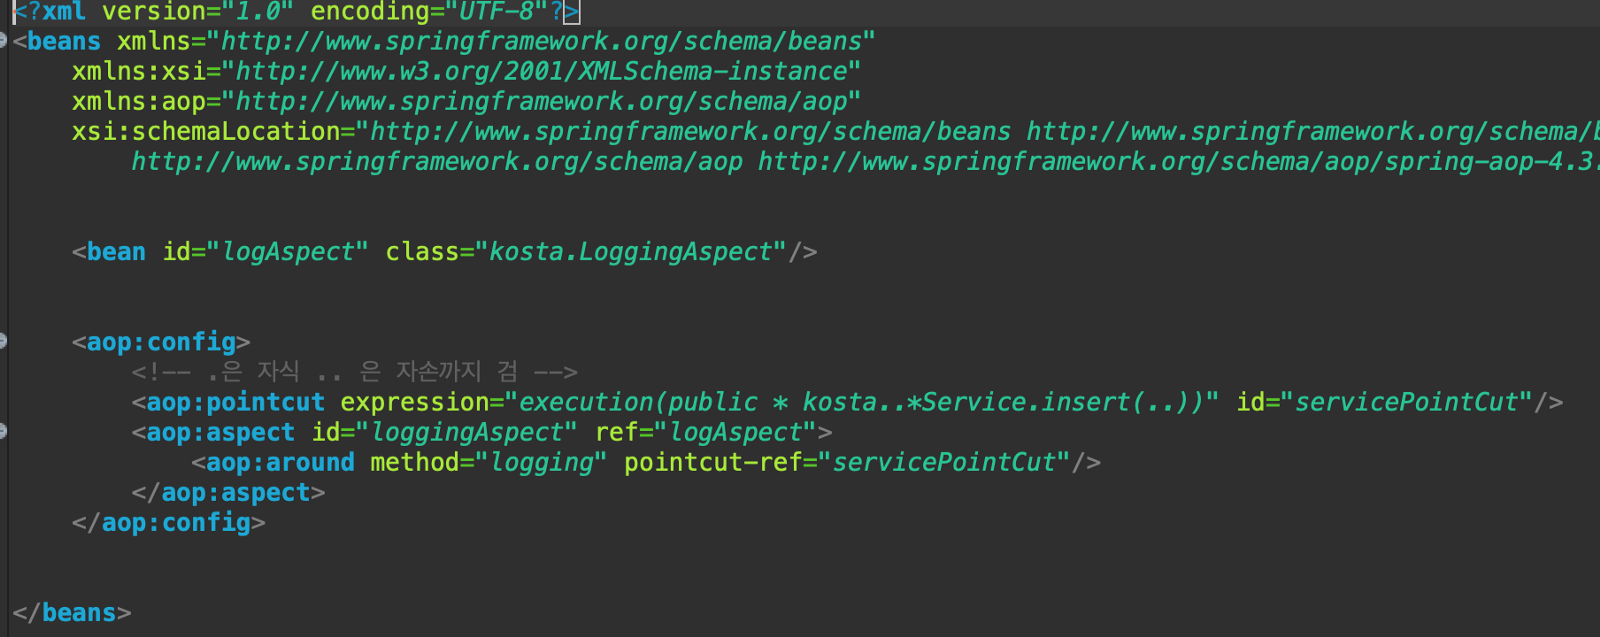 <?xml version="1.0" encoding="UTF-8"?>
<beans xmlns="http://www.springframework.org/schema/beans"
xmlns:xsi="http://www.w3.org/2001/XMLSchema-instance"
xmlns:aop="http://www.springframework.org/schema/aop"
xsi:schemaLocation="http://www.springframework.org/schema/beans http://www.springframework.org/schema/
http://www.springframework.org/schema/aop http://www.springframework.org/schema/aop/spring-aop-4.3.
<bean id="logAspect" class="kosta.LoggingAspect"/>
<aop:config>
<!-- .은 자식 .. 은 자손까지 검 -->
<aop:pointcut expression="execution(public * kosta..*Service.insert(..))" id="servicePointCut"/>
<aop:aspect id="loggingAspect" ref="logAspect">
<aop:around method="logging" pointcut-ref="servicePointCut"/>
</aop:aspect>
</aop:config>
</beans>